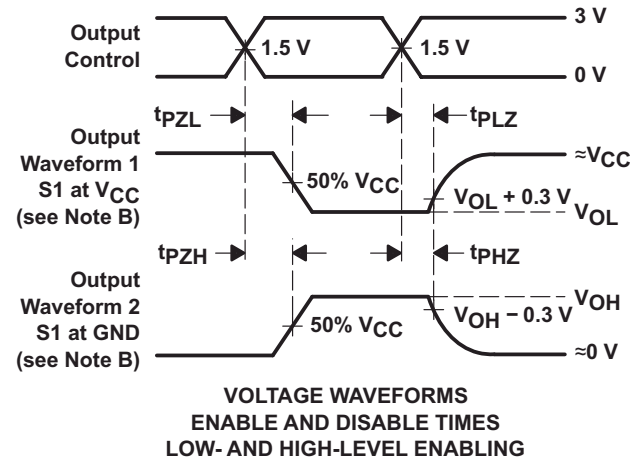 3 V
Output
Control
1.5 V
1.5 V
0 V
tPZL
tPLZ
Output
Waveform 1
S1 at VCC
(see Note B)
≈VCC
50% VCC
VOL + 0.3 V
VOL
tPZH
tPHZ
Output
Waveform 2
S1 at GND
(see Note B)
VOH
VOH − 0.3 V
50% VCC
≈0 V
VOLTAGE WAVEFORMS
ENABLE AND DISABLE TIMES
LOW- AND HIGH-LEVEL ENABLING